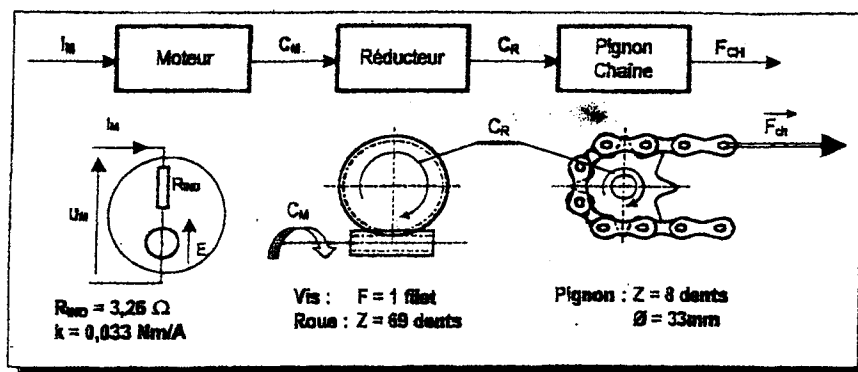 I_M Moteur C_M Réducteur C_R Pignon Chaîne F_CH
I_M
R_IND
U_M
E
C_M
C_R
F_ch
R_IND = 3,26 Ω
k = 0,033 Nm/A
Vis : F = 1 filet
Roue : Z = 69 dents
Pignon : Z = 8 dents
Ø = 33mm